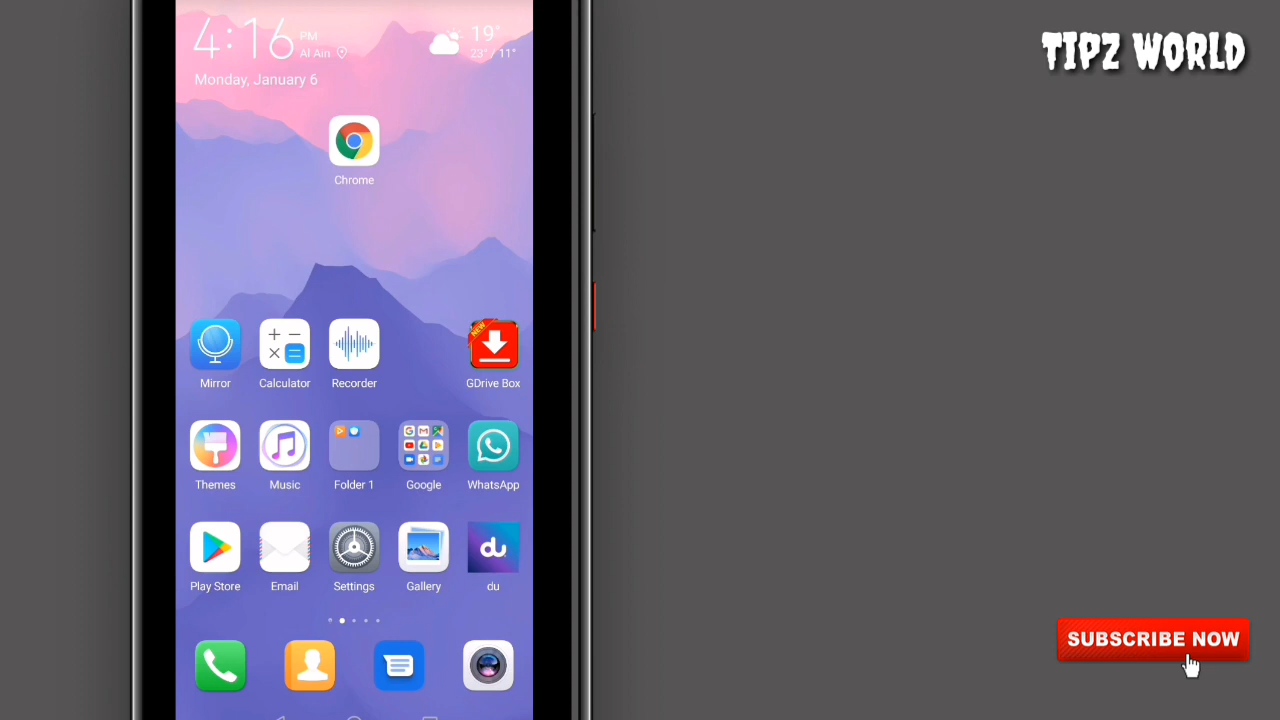 4:16 PM
Al Ain
19°
23° / 11°
Monday, January 6
TIPZ WORLD
Chrome
NEW
Mirror
Calculator
Recorder
GDrive Box
Themes
Music
Folder 1
Google
WhatsApp
du
Play Store
Email
Settings
Gallery
du
SUBSCRIBE NOW